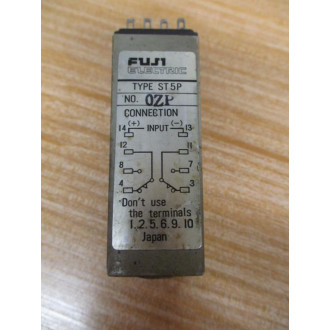 FUJI
ELECTRIC
TYPE ST5P
NO. OZP
CONNECTION
(+) (-)
14 INPUT 13
12 11
8 7
4 3
Don't use
the terminals
1.2.5.6.9.10
Japan